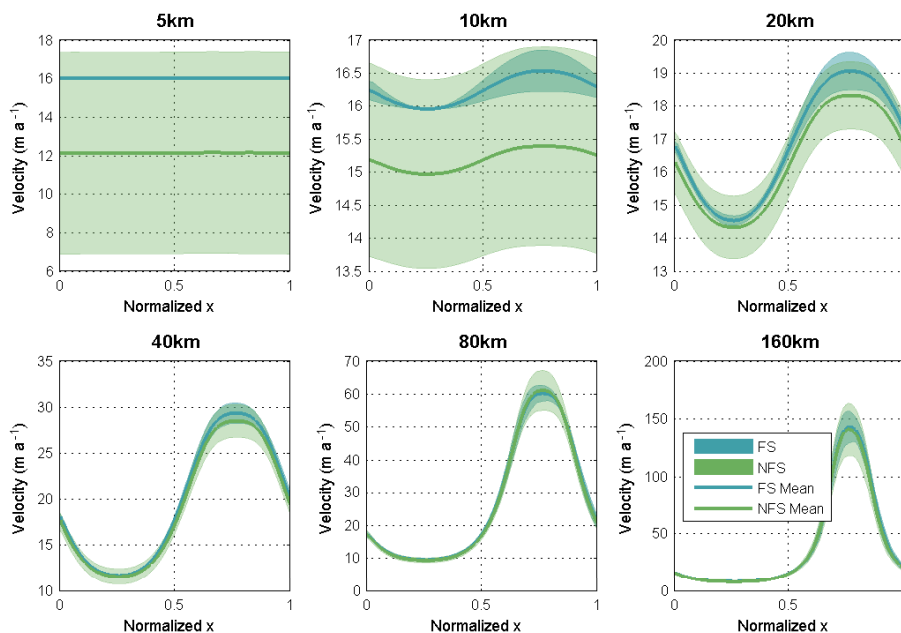 5km
18
16
14
12
10
8
6
Velocity (m a⁻¹)
0
0.5
1
Normalized x
10km
17
16.5
16
15.5
15
14.5
14
13.5
Velocity (m a⁻¹)
0
0.5
1
Normalized x
20km
20
19
18
17
16
15
14
13
Velocity (m a⁻¹)
0
0.5
Normalized x
40km
35
30
25
20
15
10
Velocity (m a⁻¹)
0
0.5
1
Normalized x
80km
70
60
50
40
30
20
10
0
Velocity (m a⁻¹)
0
0.5
1
Normalized x
160km
200
150
100
50
0
Velocity (m a⁻¹)
FS
NFS
FS Mean
NFS Mean
0
0.5
Normalized x